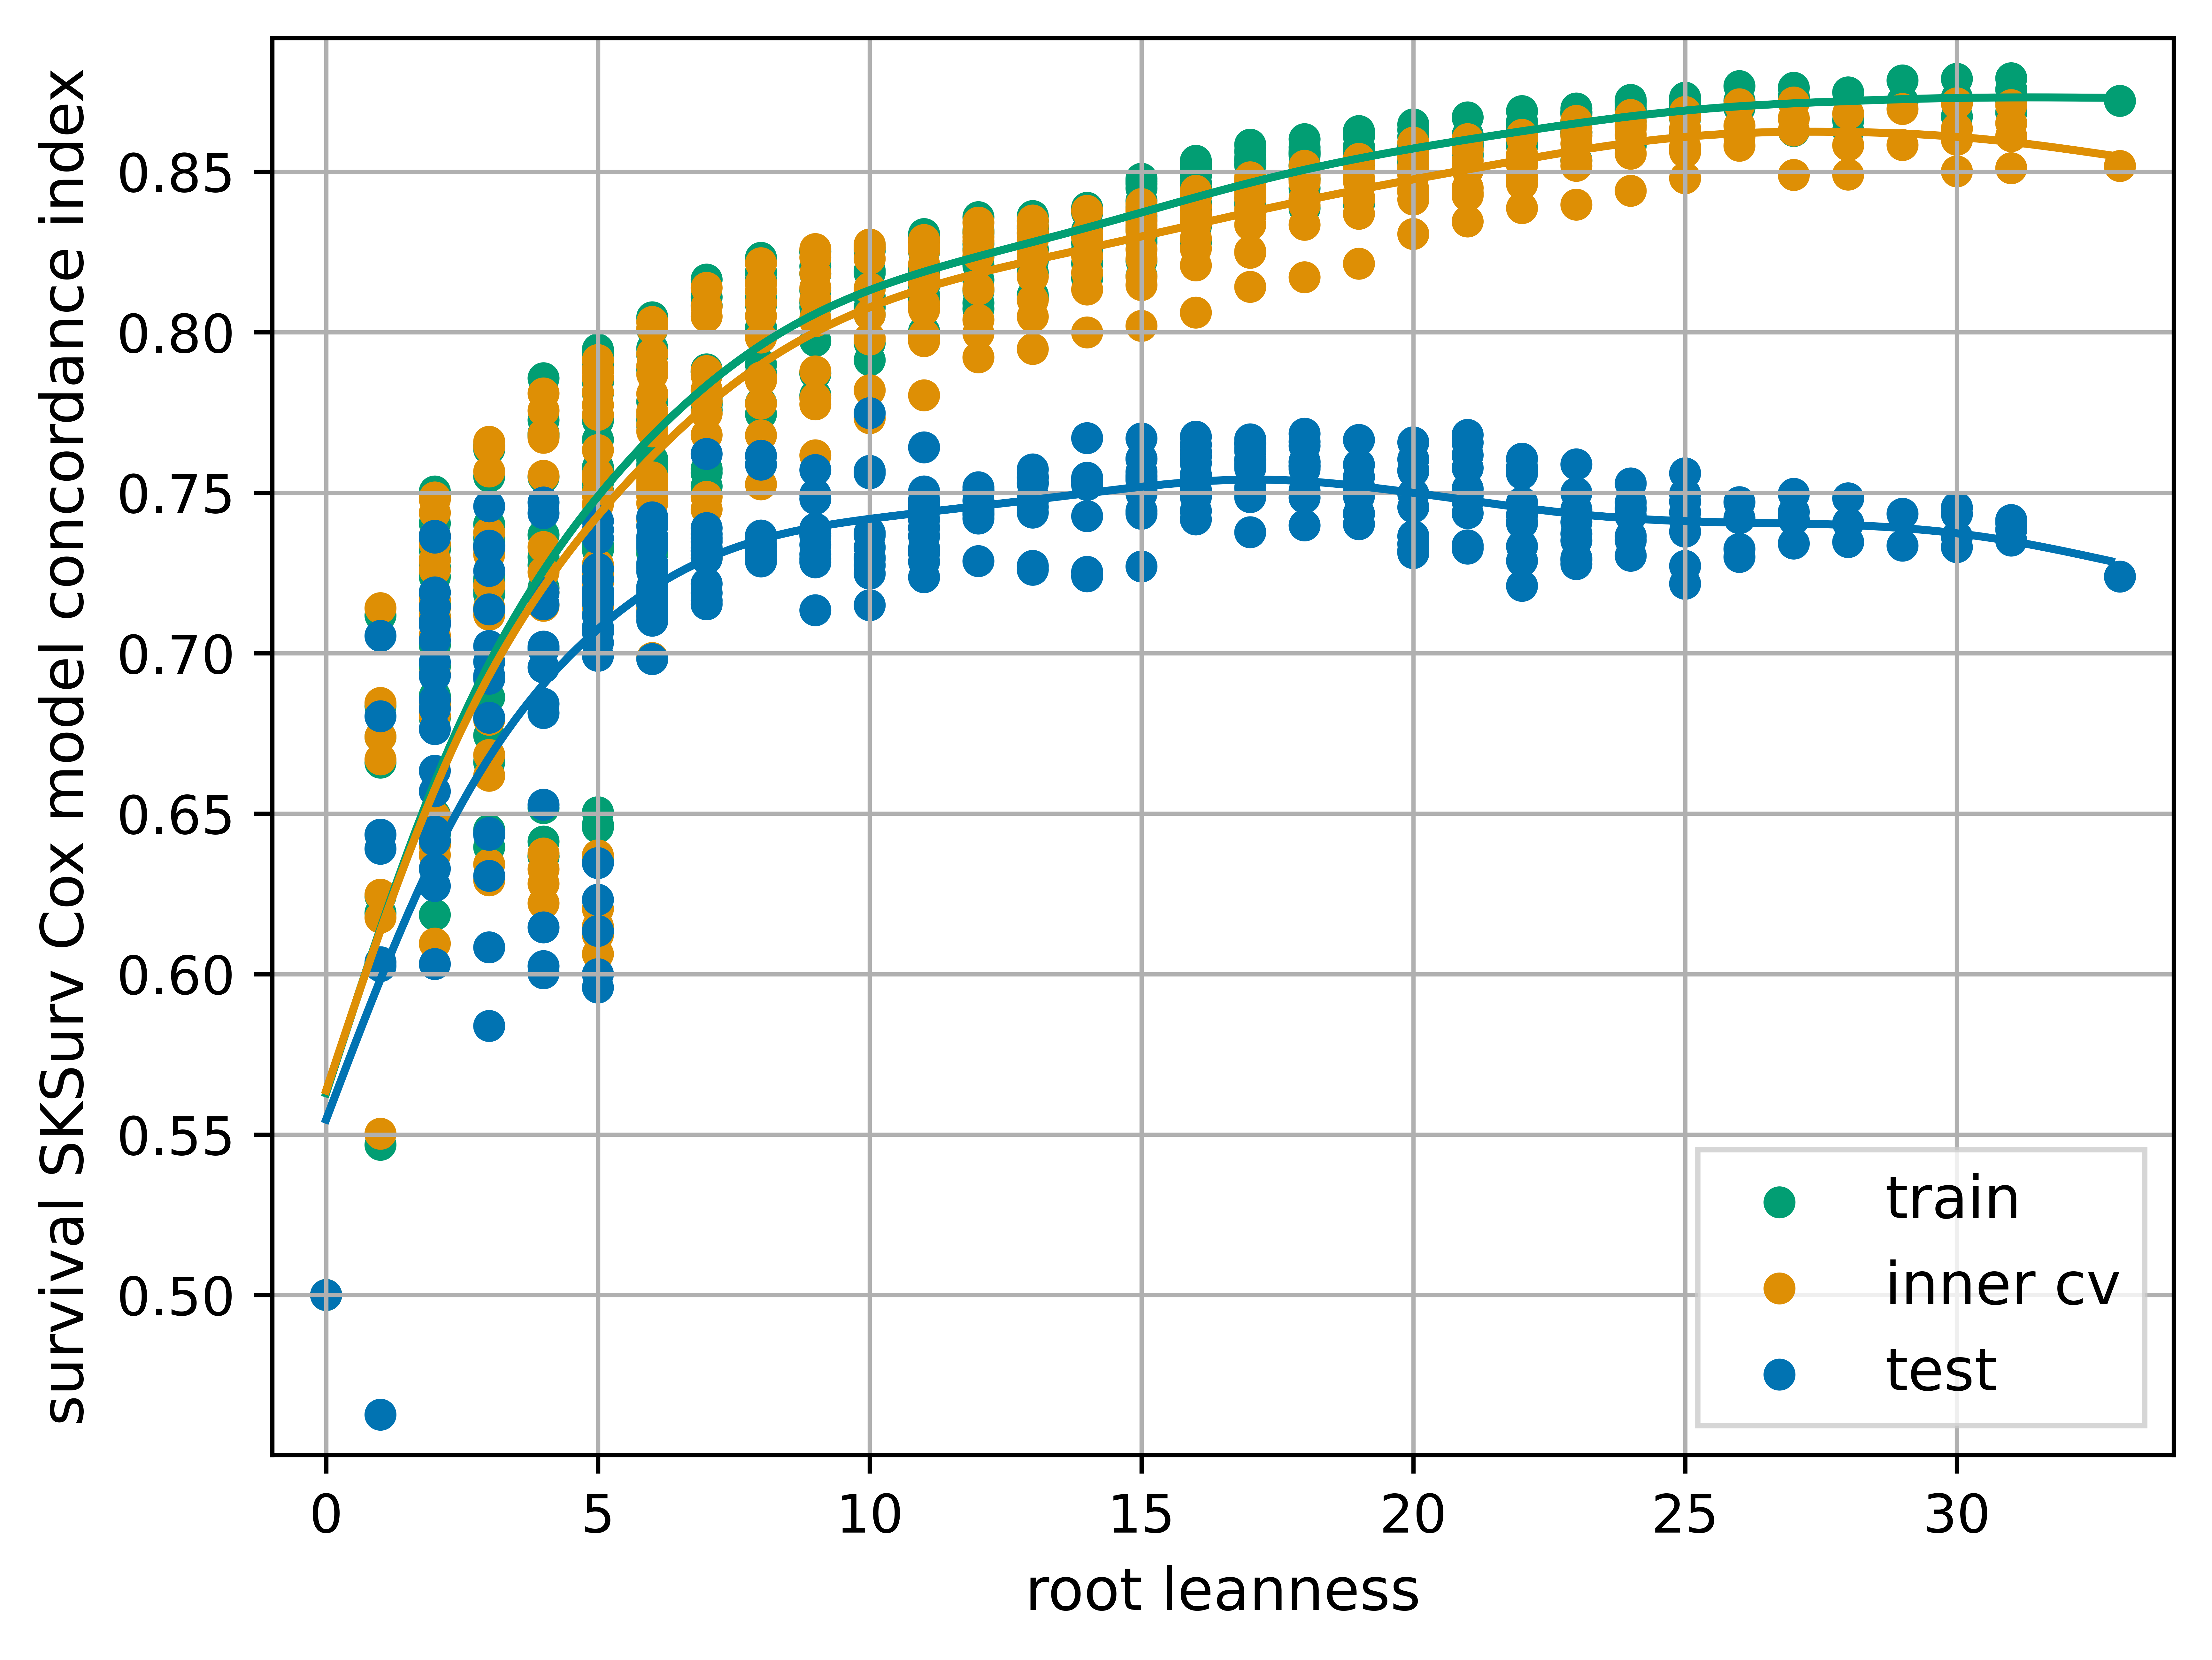 survival SKSurv Cox model concordance index
0.85
0.80
0.75
0.70
0.65
0.60
0.55
0.50
train
inner cv
test
0 5 10 15 20 25 30
root leanness